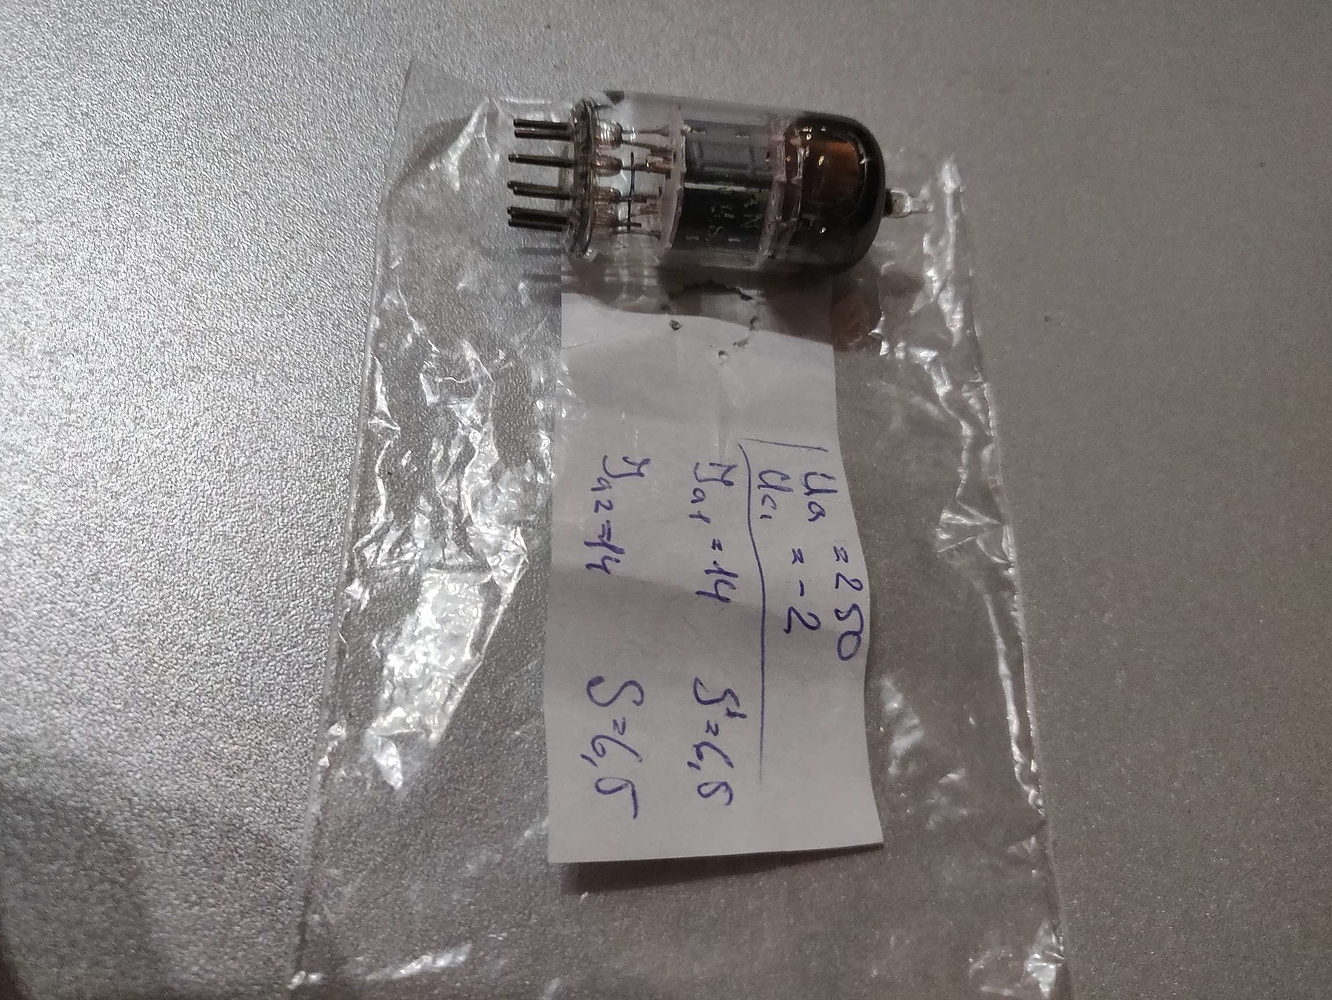 Ua = 250
Uc1 = -2
Ja1 = 14 S = 6,5
Ja2 = 14 S = 6,5